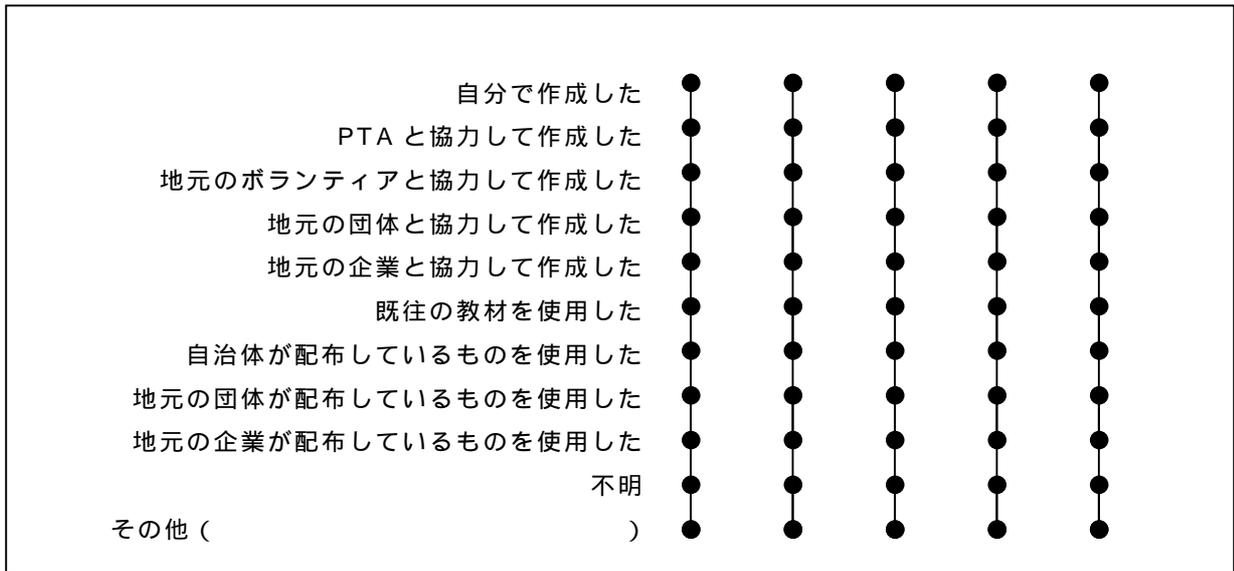 自分で作成した
PTA と協力して作成した
地元のボランティアと協力して作成した
地元の団体と協力して作成した
地元の企業と協力して作成した
既往の教材を使用した
自治体が配布しているものを使用した
地元の団体が配布しているものを使用した
地元の企業が配布しているものを使用した
不明
その他（　　　　　　　　　　　　　　　）